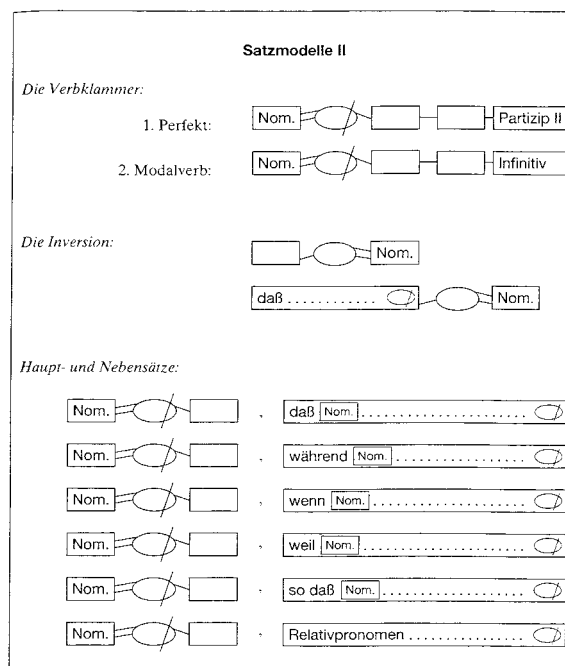 Satzmodelle II
Die Verbklammer:
1. Perfekt: Nom. Partizip II
2. Modalverb: Nom. Infinitiv
Die Inversion:
Nom.
daß .............. Nom.
Haupt- und Nebensätze:
Nom. , daß Nom. ......................
Nom. , während Nom. ..................
Nom. , wenn Nom. .....................
Nom. , weil Nom. ......................
Nom. , so daß Nom. ...................
Nom. , Relativpronomen ................